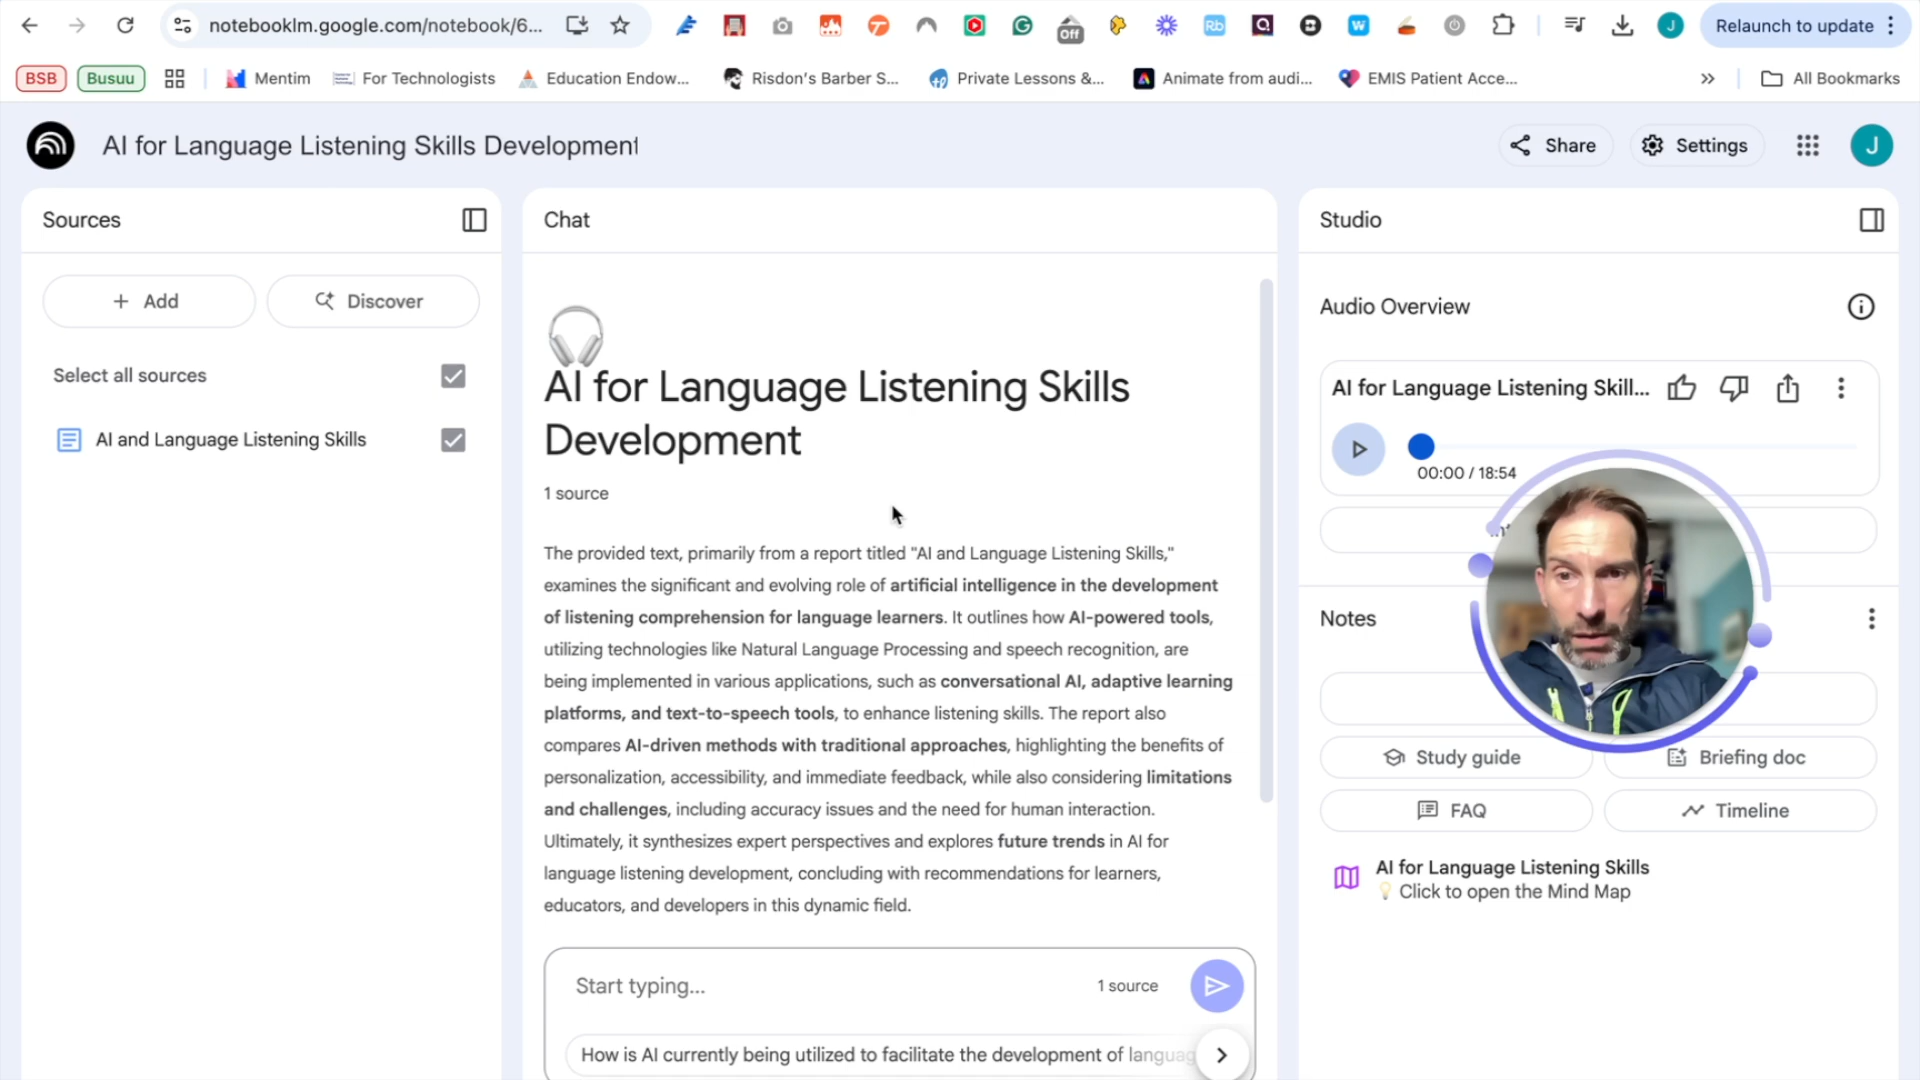 notebooklm.google.com/notebook/6...
Off
Rb
Relaunch to update
BSB
Busuu
Mentim
For Technologists
Education Endow...
Risdon's Barber S...
Private Lessons &...
Animate from audi...
EMIS Patient Acce...
All Bookmarks
AI for Language Listening Skills Development
Share
Settings
J
Sources
Add
Discover
Select all sources
AI and Language Listening Skills
Chat
AI for Language Listening Skills
Development
1 source
The provided text, primarily from a report titled "AI and Language Listening Skills,"
examines the significant and evolving role of artificial intelligence in the development
of listening comprehension for language learners. It outlines how AI-powered tools,
utilizing technologies like Natural Language Processing and speech recognition, are
being implemented in various applications, such as conversational AI, adaptive learning
platforms, and text-to-speech tools, to enhance listening skills. The report also
compares AI-driven methods with traditional approaches, highlighting the benefits of
personalization, accessibility, and immediate feedback, while also considering limitations
and challenges, including accuracy issues and the need for human interaction.
Ultimately, it synthesizes expert perspectives and explores future trends in AI for
language listening development, concluding with recommendations for learners,
educators, and developers in this dynamic field.
Start typing...
1 source
How is AI currently being utilized to facilitate the development of languag
Studio
Audio Overview
AI for Language Listening Skill...
00:00 / 18:54
Notes
Study guide
Briefing doc
FAQ
Timeline
AI for Language Listening Skills
Click to open the Mind Map